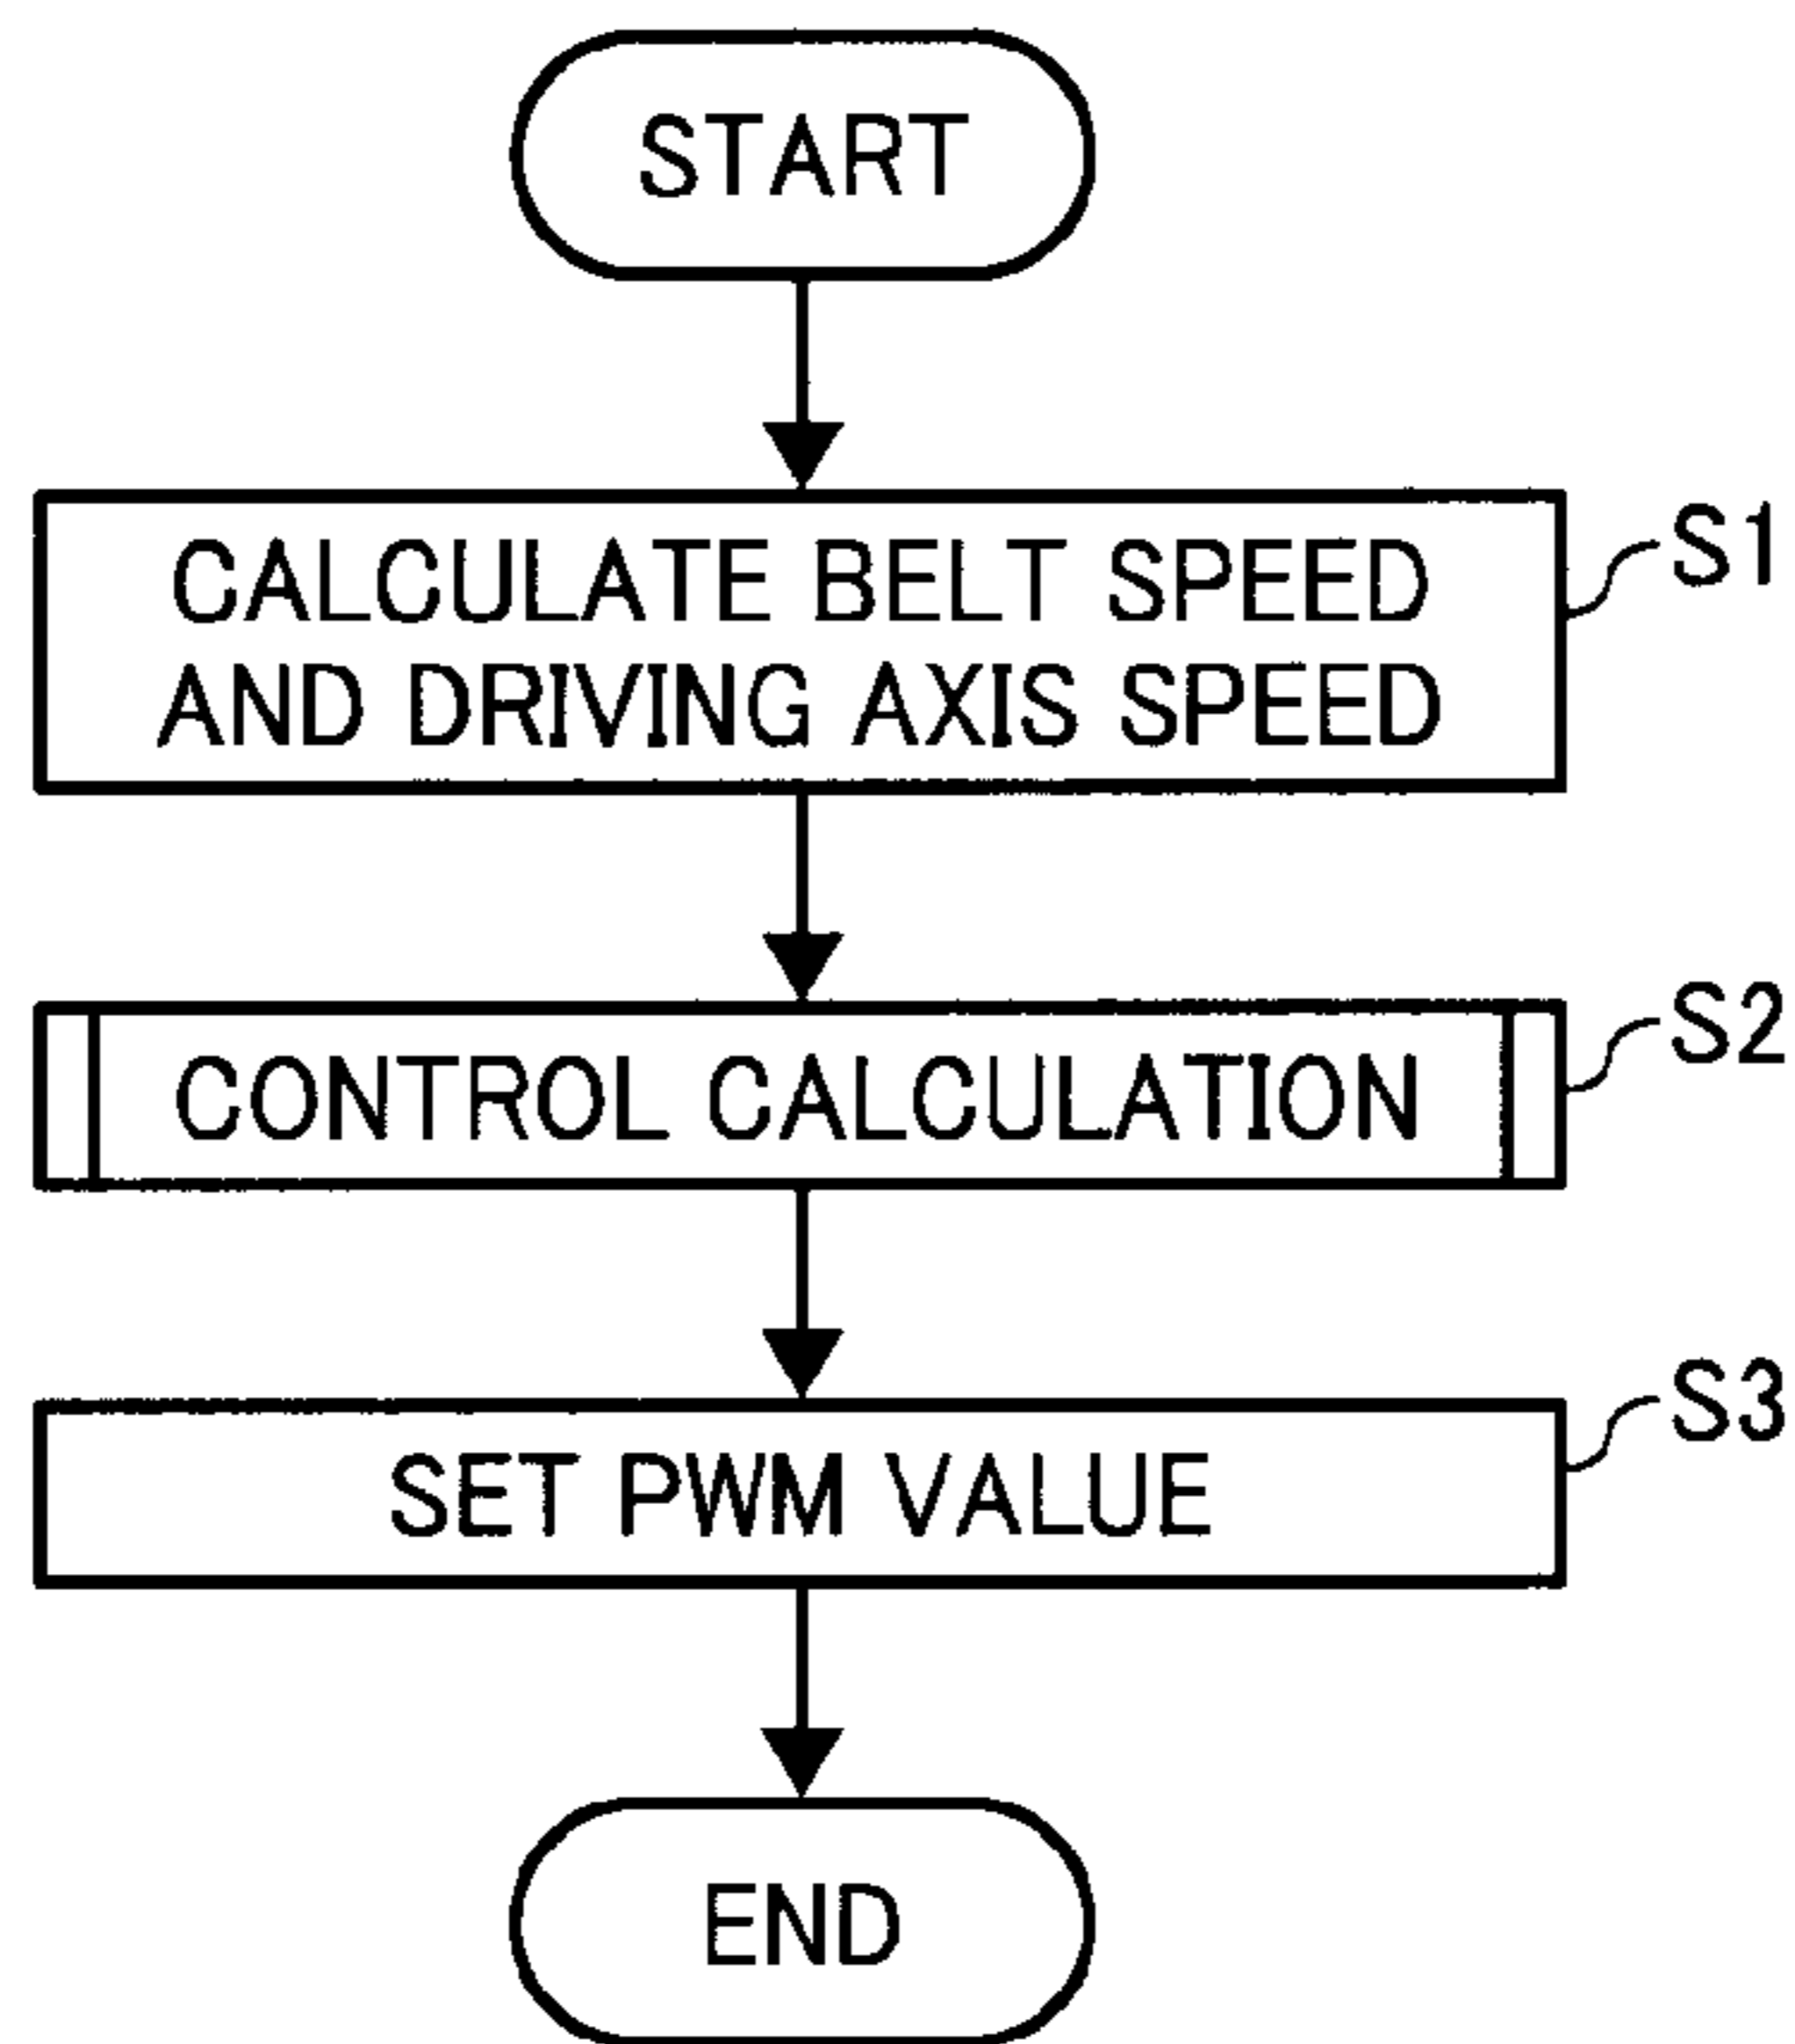 START
CALCULATE BELT SPEED
AND DRIVING AXIS SPEED
S1
CONTROL CALCULATION
S2
SET PWM VALUE
S3
END